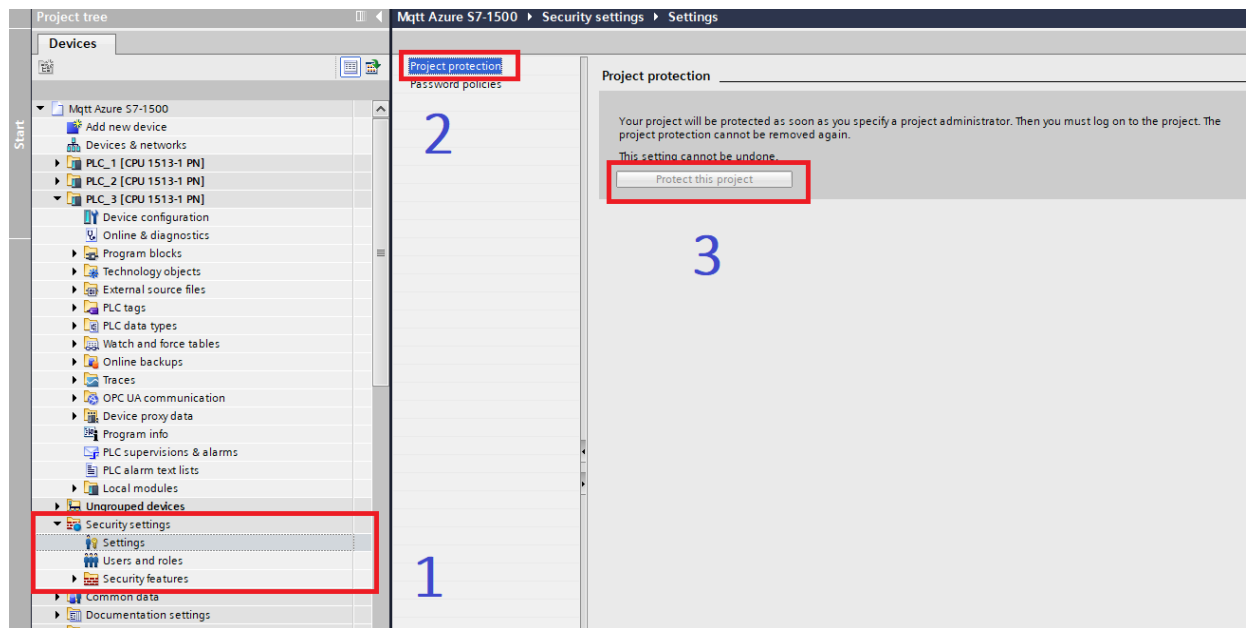 Project tree
Mqtt Azure S7-1500 ▸ Security settings ▸ Settings
Devices
Start
Mqtt Azure S7-1500
Add new device
Devices & networks
PLC_1 [CPU 1513-1 PN]
PLC_2 [CPU 1513-1 PN]
PLC_3 [CPU 1513-1 PN]
Device configuration
Online & diagnostics
Program blocks
Technology objects
External source files
PLC tags
PLC data types
Watch and force tables
Online backups
Traces
OPC UA communication
Device proxy data
Program info
PLC supervisions & alarms
PLC alarm text lists
Local modules
Ungrouped devices
Security settings
Settings
Users and roles
Security features
Common data
Documentation settings
1
Project protection
Password policies
2
Project protection
Your project will be protected as soon as you specify a project administrator. Then you must log on to the project. The
project protection cannot be removed again.
This setting cannot be undone.
Protect this project
3